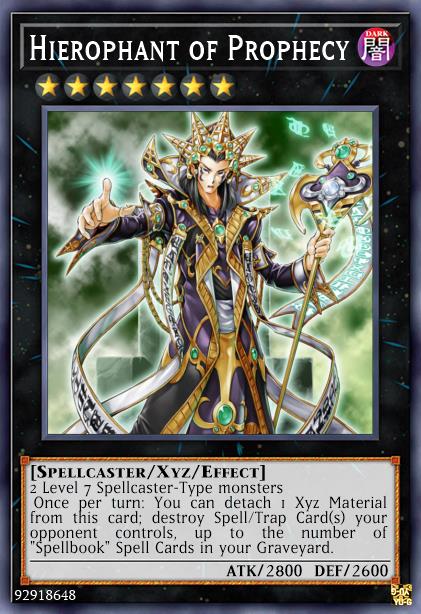 Hierophant of Prophecy
DARK
闇
[Spellcaster/Xyz/Effect]
2 Level 7 Spellcaster-Type monsters
Once per turn: You can detach 1 Xyz Material
from this card; destroy Spell/Trap Card(s) your
opponent controls, up to the number of
"Spellbook" Spell Cards in your Graveyard.
ATK/2800 DEF/2600
92918648